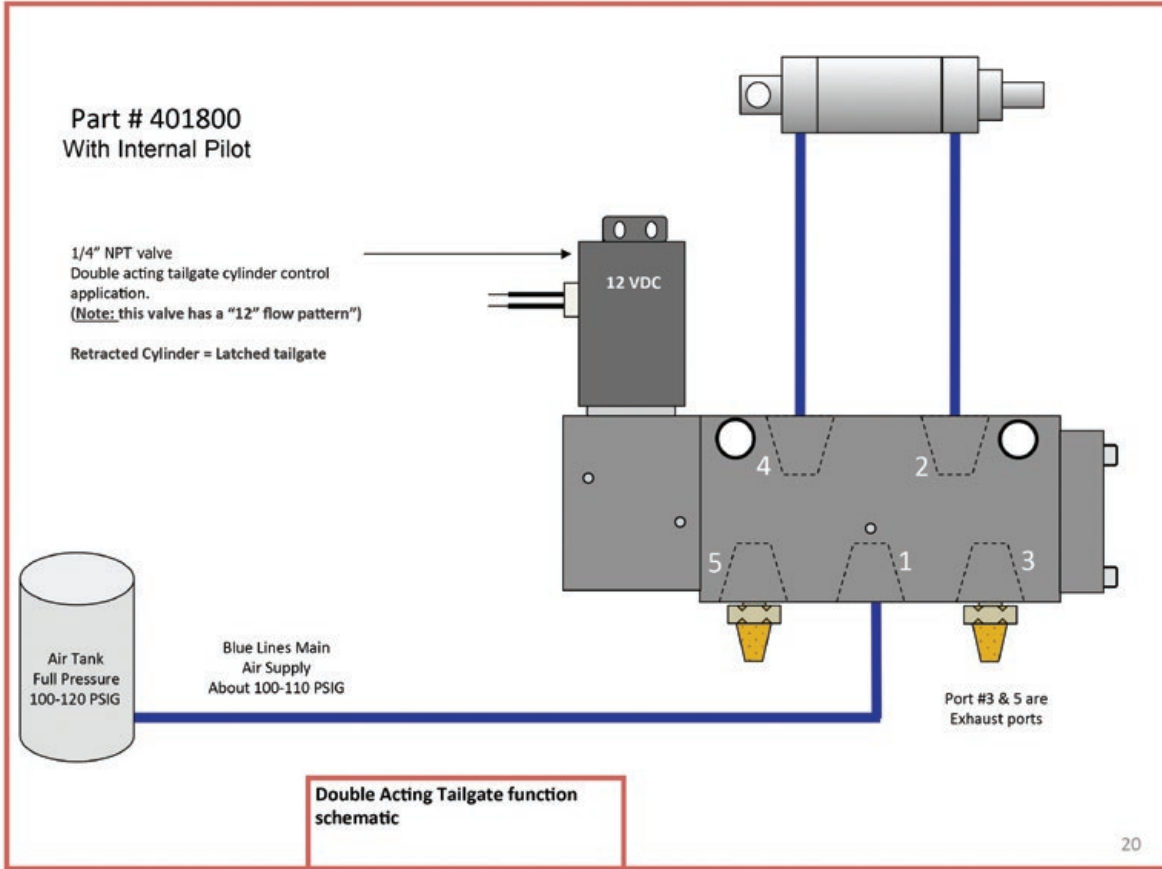 Part # 401800
With Internal Pilot
1/4” NPT valve
Double acting tailgate cylinder control
application.
(Note: this valve has a “12” flow pattern”)
Retracted Cylinder = Latched tailgate
12 VDC
4
2
5
1
3
Air Tank
Full Pressure
100-120 PSIG
Blue Lines Main
Air Supply
About 100-110 PSIG
Port #3 & 5 are
Exhaust ports
Double Acting Tailgate function
schematic
20